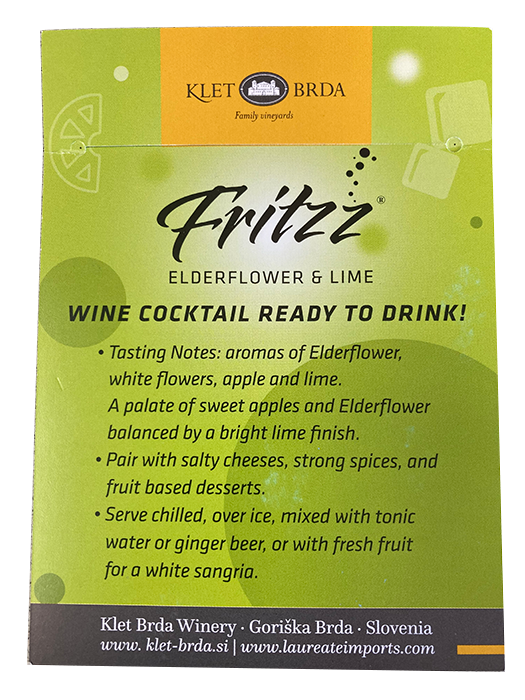 KLET BRDA
Family vineyards
Fritzz®
ELDERFLOWER & LIME
WINE COCKTAIL READY TO DRINK!
• Tasting Notes: aromas of Elderflower,
white flowers, apple and lime.
A palate of sweet apples and Elderflower
balanced by a bright lime finish.
• Pair with salty cheeses, strong spices, and
fruit based desserts.
• Serve chilled, over ice, mixed with tonic
water or ginger beer, or with fresh fruit
for a white sangria.
Klet Brda Winery · Goriška Brda · Slovenia
www. klet-brda.si | www.laureateimports.com